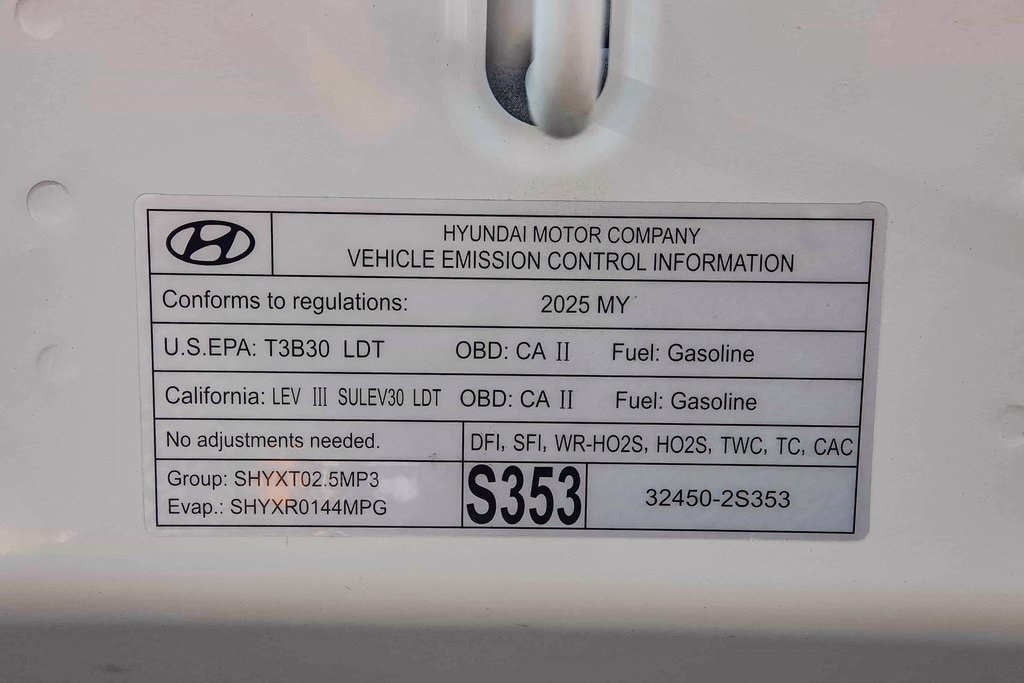 HYUNDAI MOTOR COMPANY
VEHICLE EMISSION CONTROL INFORMATION
Conforms to regulations: 2025 MY
U.S.EPA: T3B30 LDT OBD: CA II Fuel: Gasoline
California: LEV III SULEV30 LDT OBD: CA II Fuel: Gasoline
No adjustments needed. DFI, SFI, WR-HO2S, HO2S, TWC, TC, CAC
Group: SHYXT02.5MP3
Evap.: SHYXR0144MPG
S353 32450-2S353